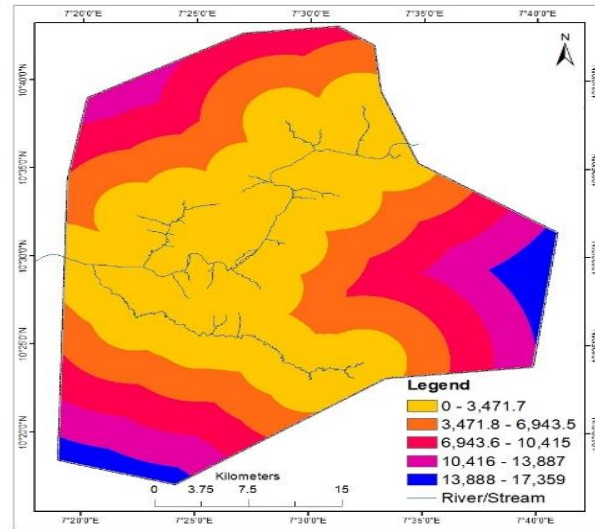 7°20'0"E 7°25'0"E 7°30'0"E 7°35'0"E 7°40'0"E
N
10°40'0"N
10°35'0"N
10°30'0"N
10°25'0"N
10°20'0"N
Legend
0 - 3,471.7
3,471.8 - 6,943.5
6,943.6 - 10,415
10,416 - 13,887
13,888 - 17,359
River/Stream
Kilometers
0 3.75 7.5 15
7°20'0"E 7°25'0"E 7°30'0"E 7°35'0"E 7°40'0"E